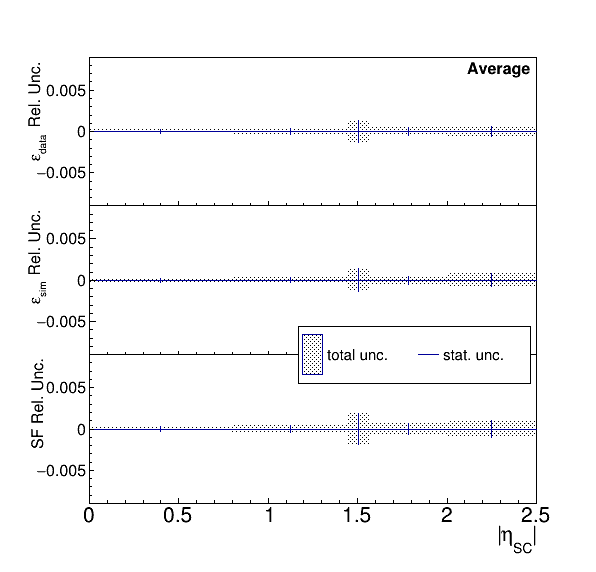 Average
ε_data Rel. Unc.
0.005
0
−0.005
ε_sim Rel. Unc.
0.005
0
−0.005
total unc.
stat. unc.
SF Rel. Unc.
0.005
0
−0.005
0 0.5 1 1.5 2 2.5
|η_SC|